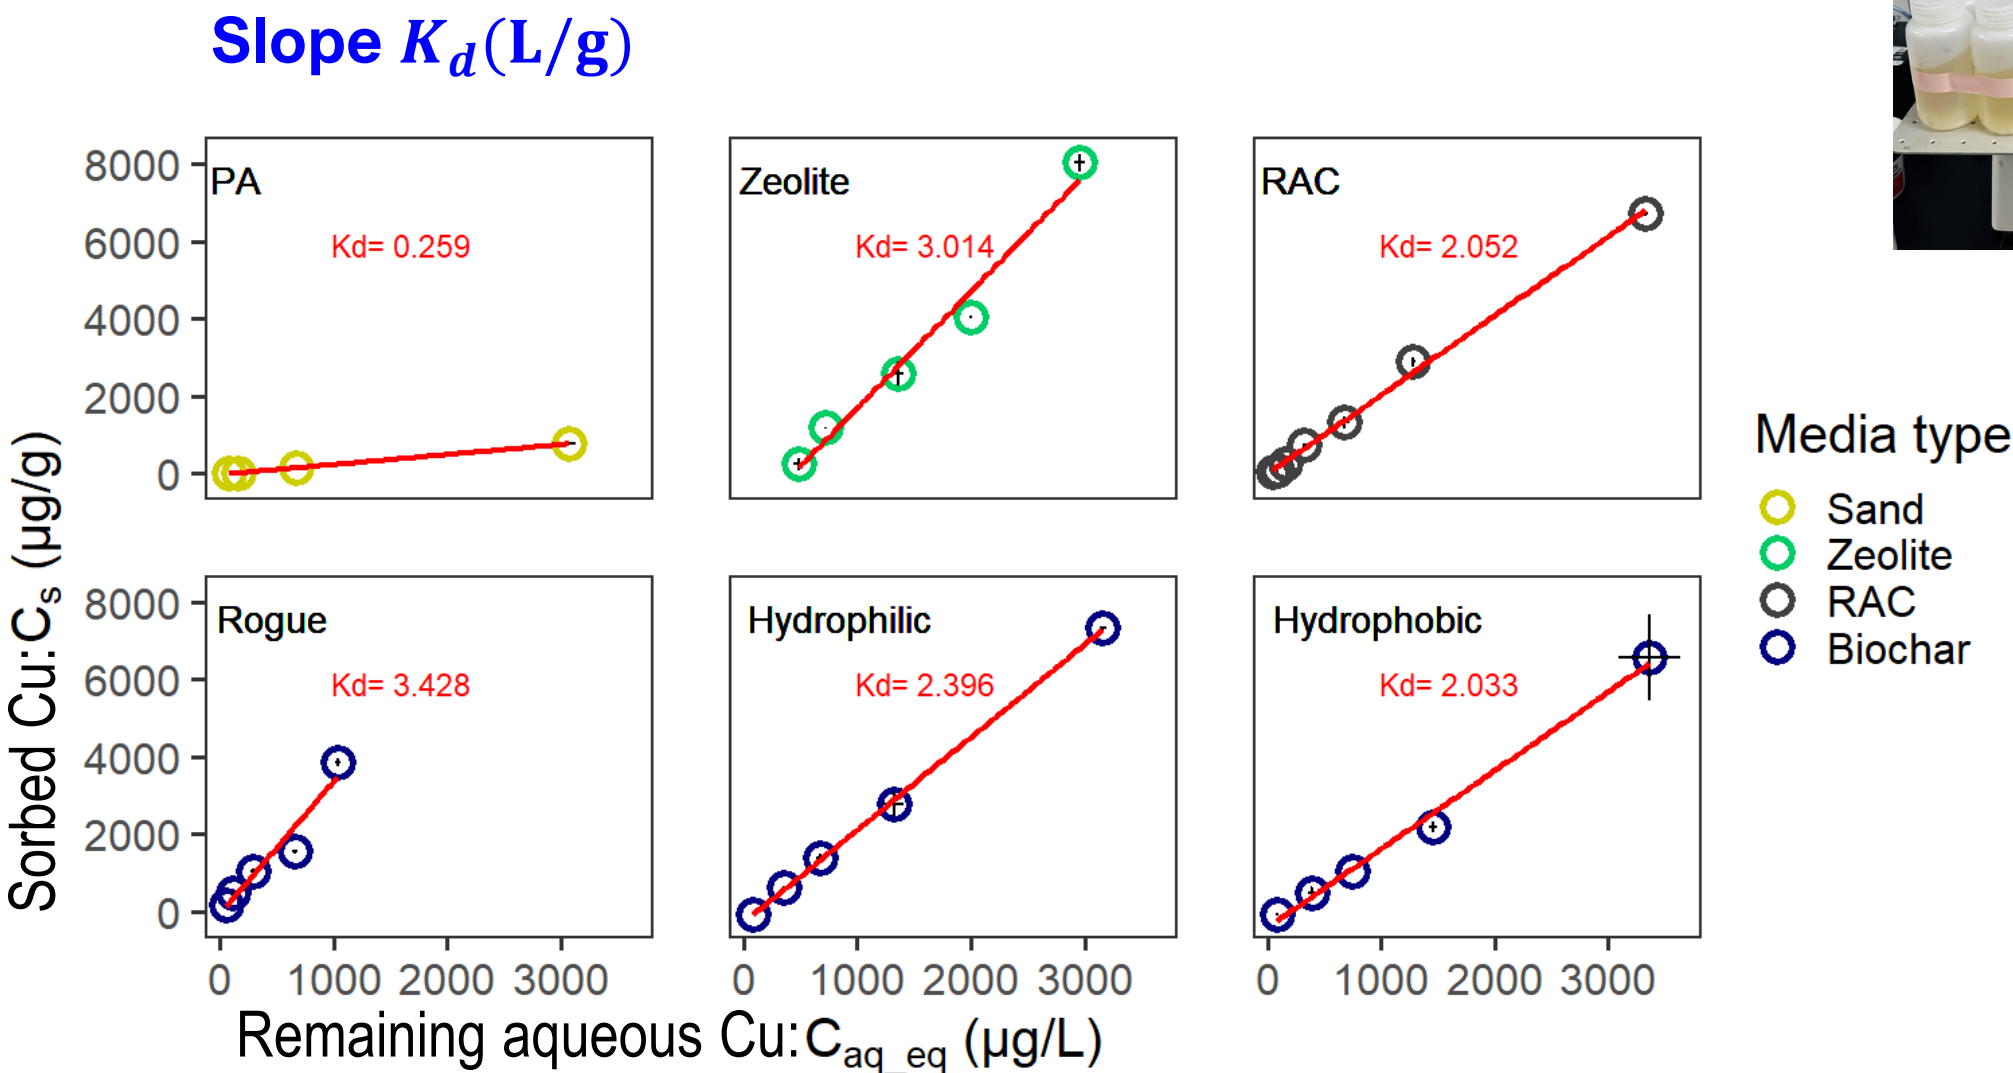 Slope K_d(L/g)
PA
Kd= 0.259
Zeolite
Kd= 3.014
RAC
Kd= 2.052
8000
6000
4000
2000
0
Rogue
Kd= 3.428
Hydrophilic
Kd= 2.396
Hydrophobic
Kd= 2.033
8000
6000
4000
2000
0
0 1000 2000 3000
0 1000 2000 3000
0 1000 2000 3000
Sorbed Cu:C_s (µg/g)
Remaining aqueous Cu:C_aq_eq (µg/L)
Media type
Sand
Zeolite
RAC
Biochar